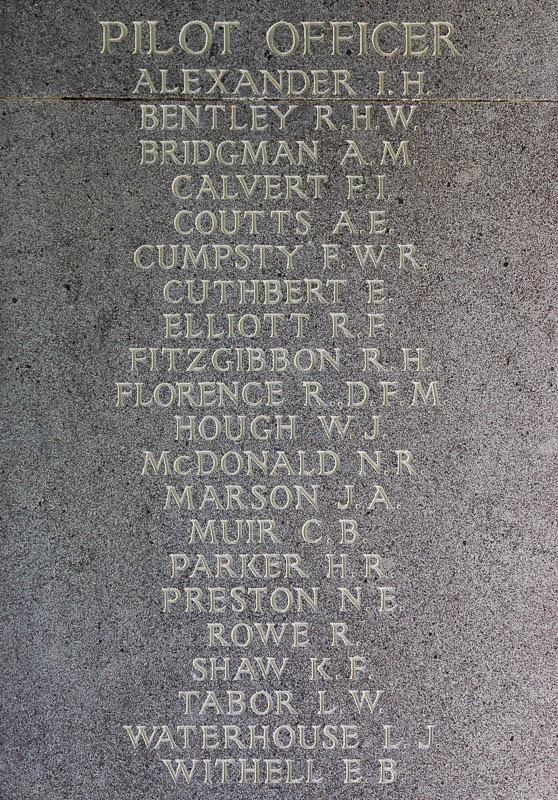 PILOT OFFICER
ALEXANDER I.H.
BENTLEY R.H.W.
BRIDGMAN A.M.
CALVERT F.J.
COUTTS A.E.
CUMPSTY F.W.R.
CUTHBERT E.
ELLIOTT R.F.
FITZGIBBON R.H.
FLORENCE R.D.F.M.
HOUGH W.J.
McDONALD N.R.
MARSON J.A.
MUIR C.B.
PARKER H.R.
PRESTON N.E.
ROWE R.
SHAW K.F.
TABOR L.W.
WATERHOUSE L.J.
WITHELL E.B.